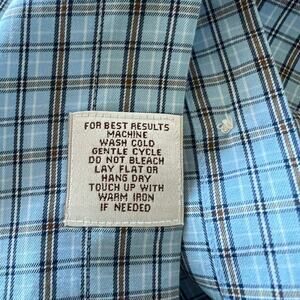 FOR BEST RESULTS
MACHINE
WASH COLD
GENTLE CYCLE
DO NOT BLEACH
LAY FLAT OR
HANG DRY
TOUCH UP WITH
WARM IRON
IF NEEDED